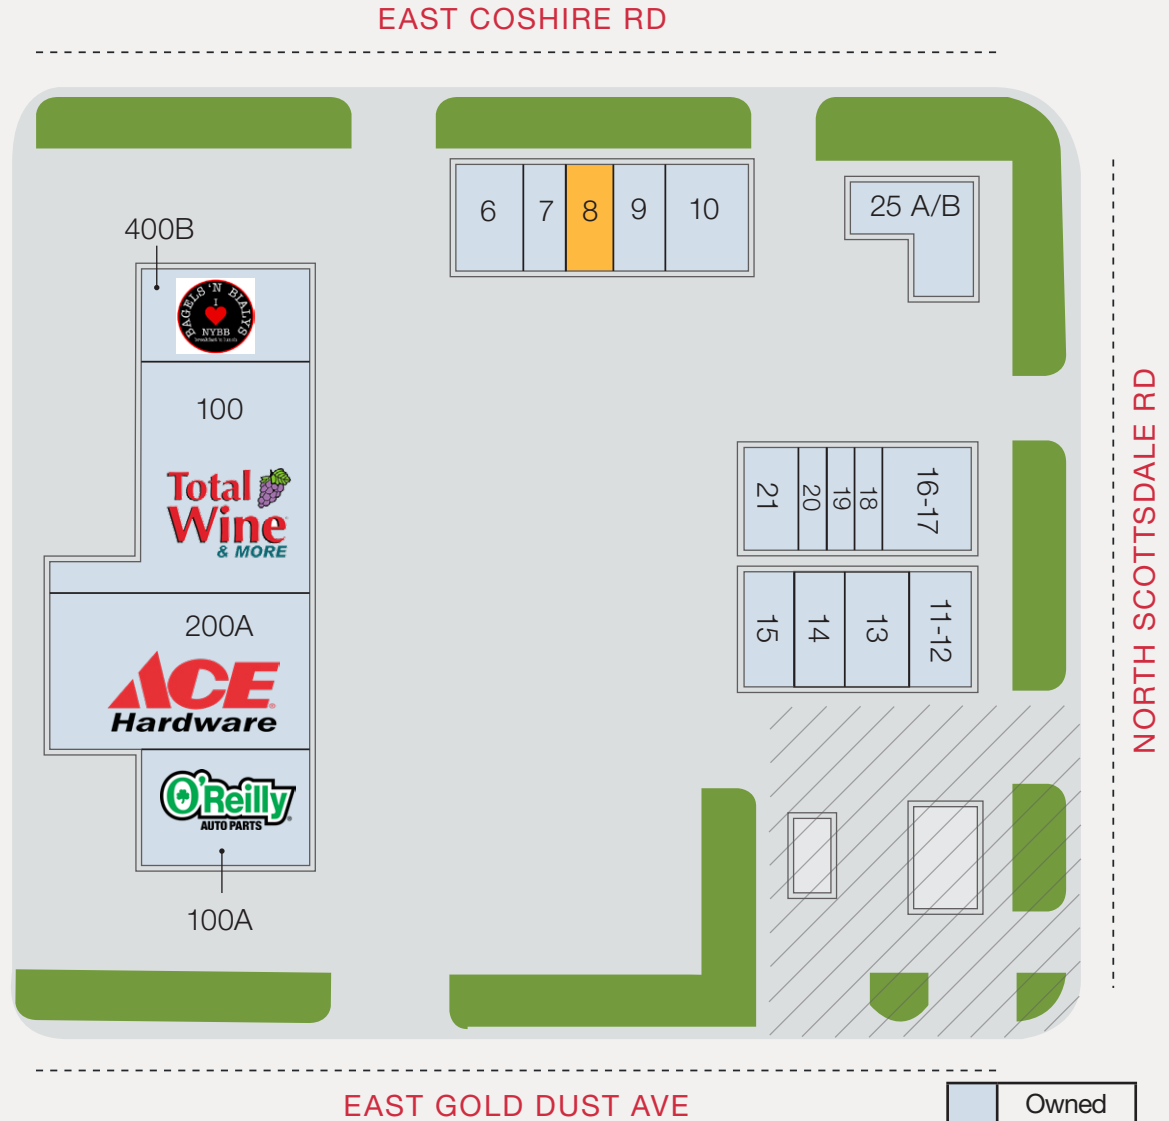 EAST COSHIRE RD
6
7
8
9
10
25 A/B
400B
BAGELS 'N BIALYS
I
NYBB
breakfast 'n lunch
100
Total
Wine
& MORE
21
20
19
18
16-17
200A
ACE
Hardware
15
14
13
11-12
NORTH SCOTTSDALE RD
O'Reilly
AUTO PARTS
100A
EAST GOLD DUST AVE
Owned